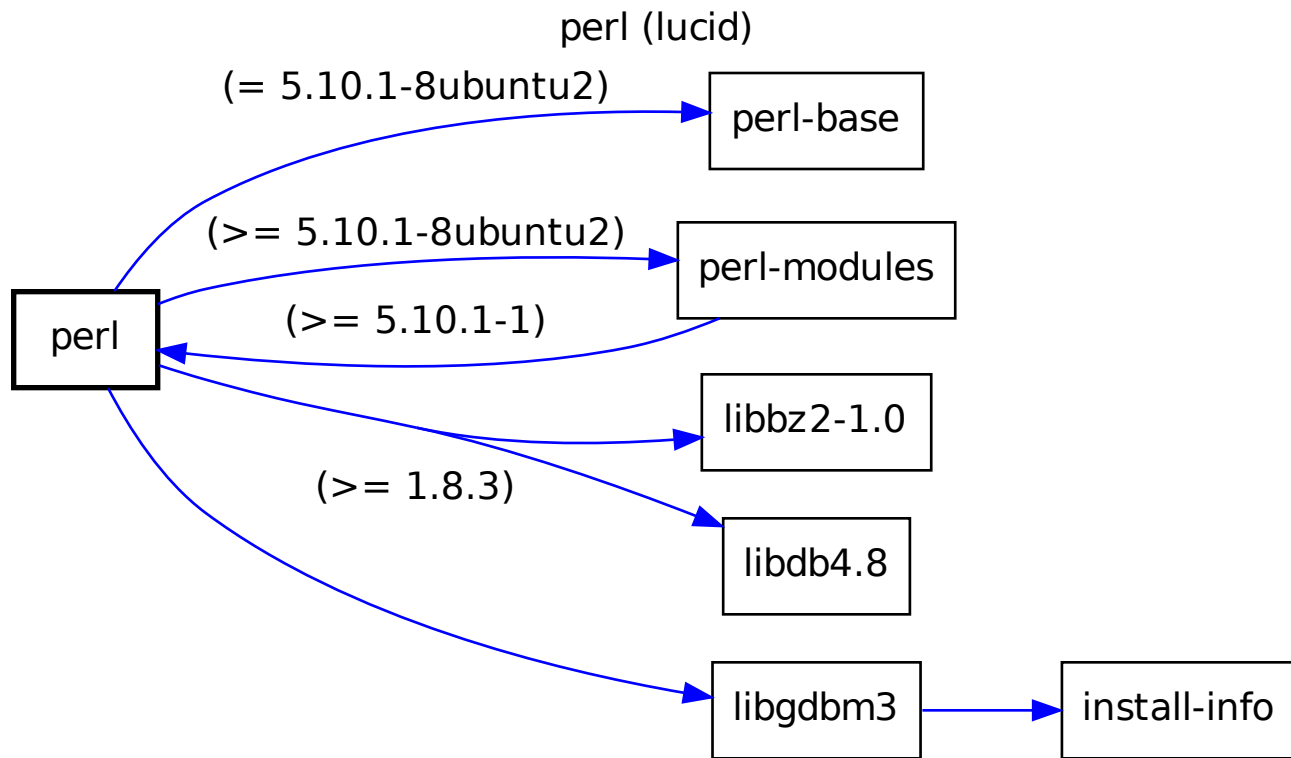 perl (lucid)
(= 5.10.1-8ubuntu2)
perl-base
(>= 5.10.1-8ubuntu2)
perl-modules
(>= 5.10.1-1)
perl
libbz2-1.0
(>= 1.8.3)
libdb4.8
libgdbm3
install-info